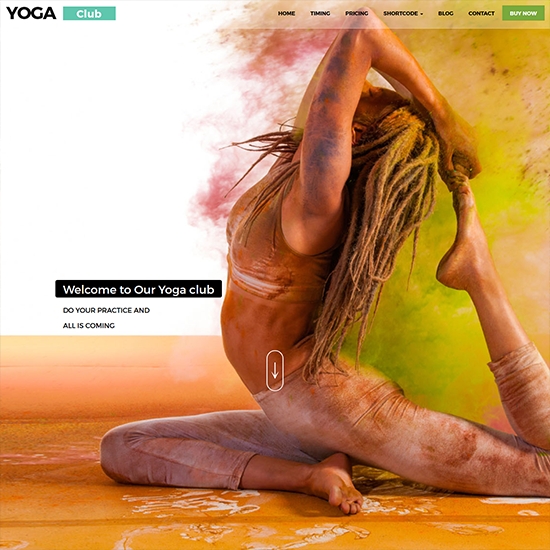 YOGA Club
HOME TIMING PRICING SHORTCODE BLOG CONTACT BUY NOW
Welcome to Our Yoga club
DO YOUR PRACTICE AND
ALL IS COMING